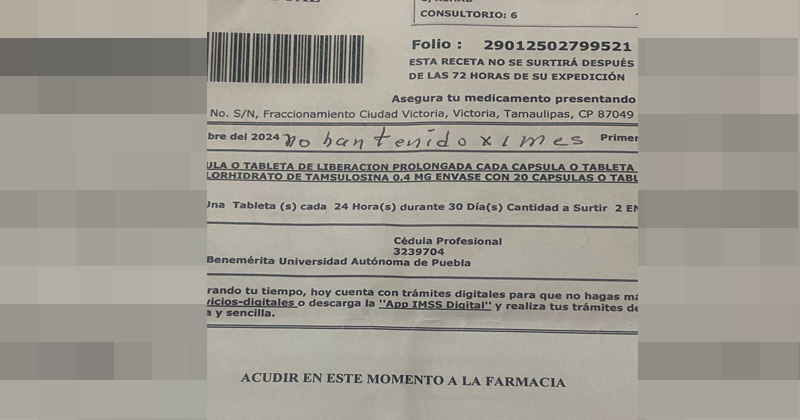 CONSULTORIO: 6
Folio : 29012502799521
ESTA RECETA NO SE SURTIRÁ DESPUÉS
DE LAS 72 HORAS DE SU EXPEDICIÓN
Asegura tu medicamento presentando
No. S/N, Fraccionamiento Ciudad Victoria, Victoria, Tamaulipas, CP 87049
bre del 2024 no han tenido x 1 mes Primer
ULA O TABLETA DE LIBERACION PROLONGADA CADA CAPSULA O TABLETA
LORHIDRATO DE TAMSULOSINA 0.4 MG ENVASE CON 20 CAPSULAS O TABL
Una Tableta (s) cada 24 Hora(s) durante 30 Día(s) Cantidad a Surtir 2 EN
Cédula Profesional
3239704
Benemérita Universidad Autónoma de Puebla
rando tu tiempo, hoy cuenta con trámites digitales para que no hagas má
vicios-digitales o descarga la "App IMSS Digital" y realiza tus trámites de
a y sencilla.
ACUDIR EN ESTE MOMENTO A LA FARMACIA